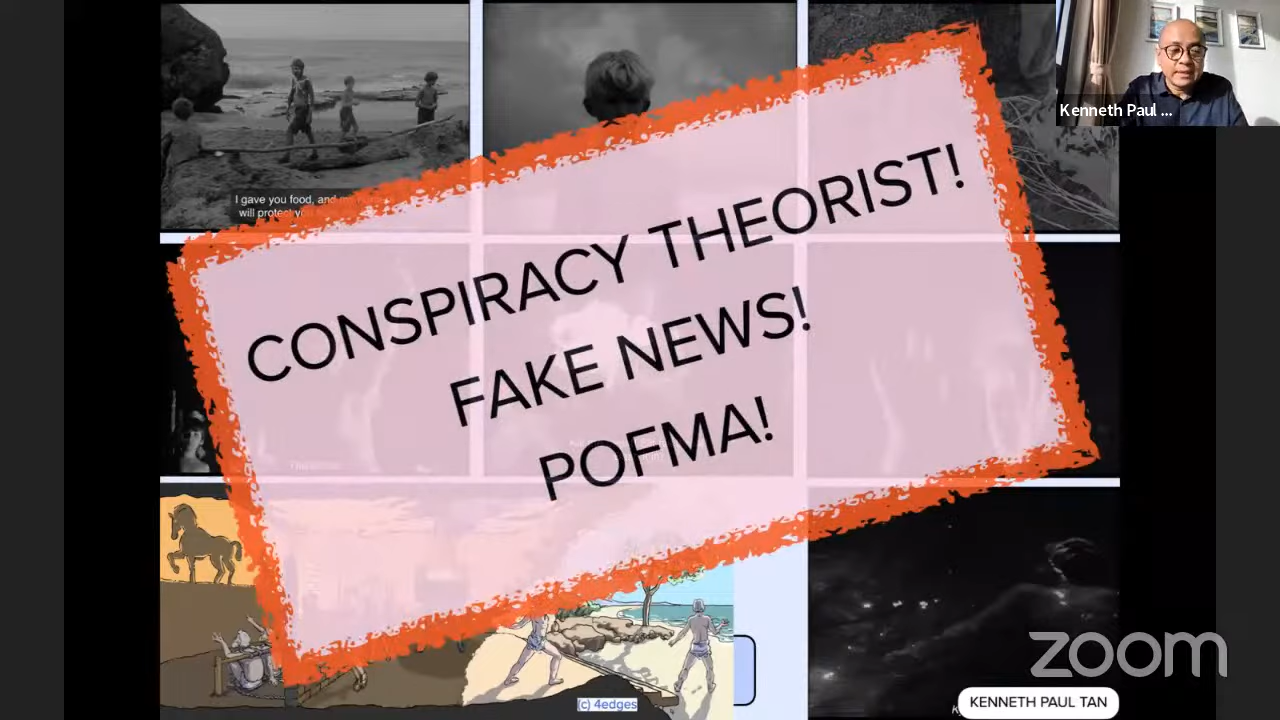 Kenneth Paul ...
I gave you food, and
will protect
CONSPIRACY THEORIST!
FAKE NEWS!
POFMA!
(c) 4edges
zoom
KENNETH PAUL TAN